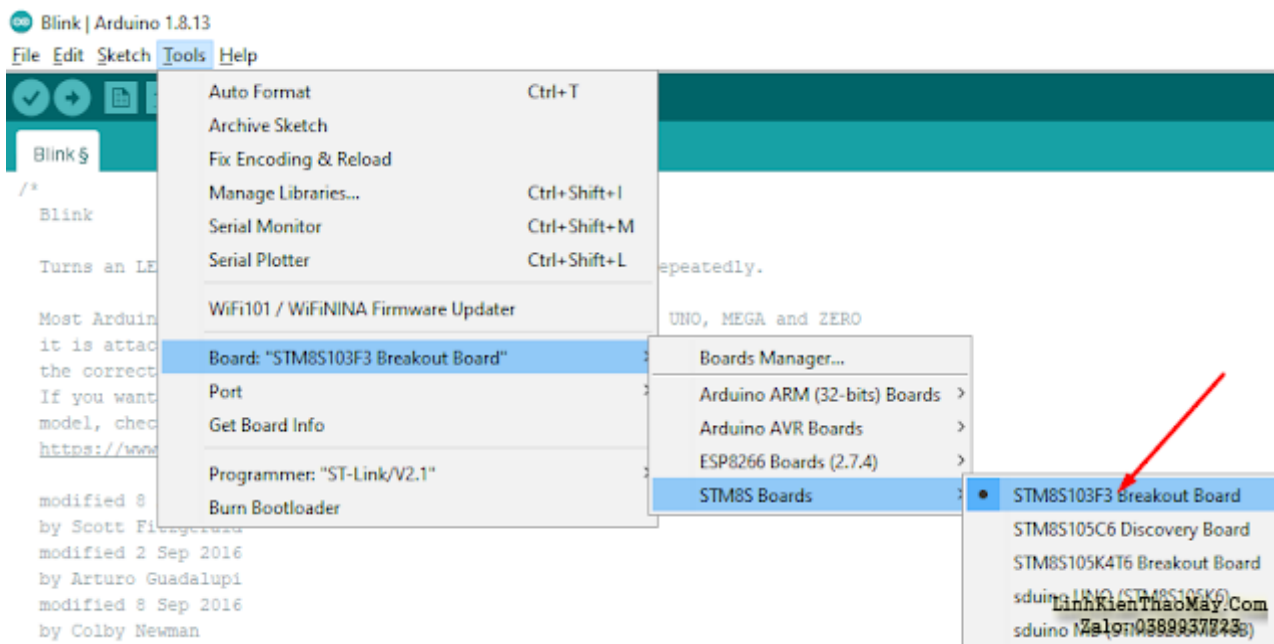 Blink | Arduino 1.8.13
File Edit Sketch Tools Help
Blink §
/*
Blink
Turns an LE
epeatedly.
Most Arduin
UNO, MEGA and ZERO
it is attac
the correct
If you want
model, chec
https://www
modified 8
by Scott Fitzgerald
modified 2 Sep 2016
by Arturo Guadalupi
modified 8 Sep 2016
by Colby Newman
Auto Format Ctrl+T
Archive Sketch
Fix Encoding & Reload
Manage Libraries... Ctrl+Shift+I
Serial Monitor Ctrl+Shift+M
Serial Plotter Ctrl+Shift+L
WiFi101 / WiFiNINA Firmware Updater
Board: "STM8S103F3 Breakout Board"
Port
Get Board Info
Programmer: "ST-Link/V2.1"
Burn Bootloader
Boards Manager...
Arduino ARM (32-bits) Boards
Arduino AVR Boards
ESP8266 Boards (2.7.4)
STM8S Boards
STM8S103F3 Breakout Board
STM8S105C6 Discovery Board
STM8S105K4T6 Breakout Board
sduino UNO (STM8S105K6)
sduino
LinhKienThaoMay.Com
Zalo: 0389937723